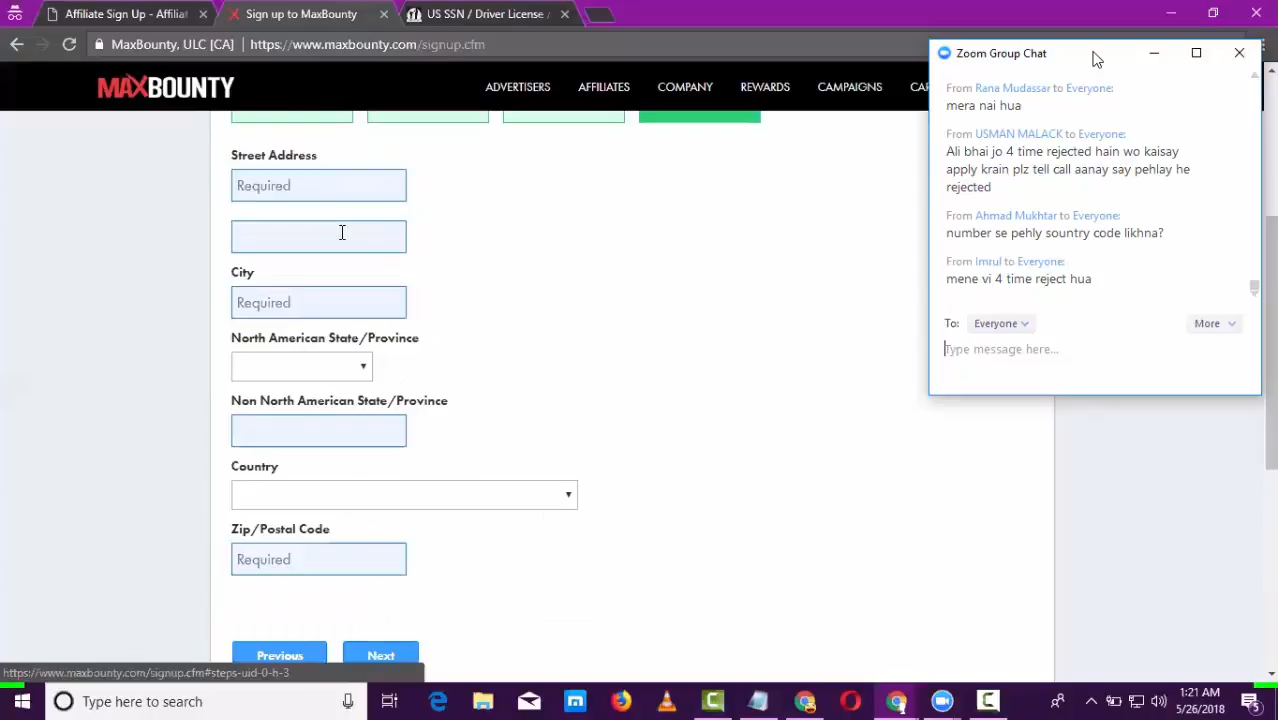 Affiliate Sign Up - Affiliat
Sign up to MaxBounty
US SSN / Driver License /
MaxBounty, ULC [CA]
https://www.maxbounty.com/signup.cfm
MAXBOUNTY
ADVERTISERS
AFFILIATES
COMPANY
REWARDS
CAMPAIGNS
CAR
Zoom Group Chat
From Rana Mudassar to Everyone:
mera nai hua
From USMAN MALACK to Everyone:
Ali bhai jo 4 time rejected hain wo kaisay
apply krain plz tell call aanay say pehlay he
rejected
From Ahmad Mukhtar to Everyone:
number se pehly sountry code likhna?
From Imrul to Everyone:
mene vi 4 time reject hua
To: Everyone
More
Type message here...
Street Address
Required
City
Required
North American State/Province
Non North American State/Province
Country
Zip/Postal Code
Required
Previous
Next
https://www.maxbounty.com/signup.cfm#steps-uid-0-h-3
Type here to search
1:21 AM
5/26/2018
5